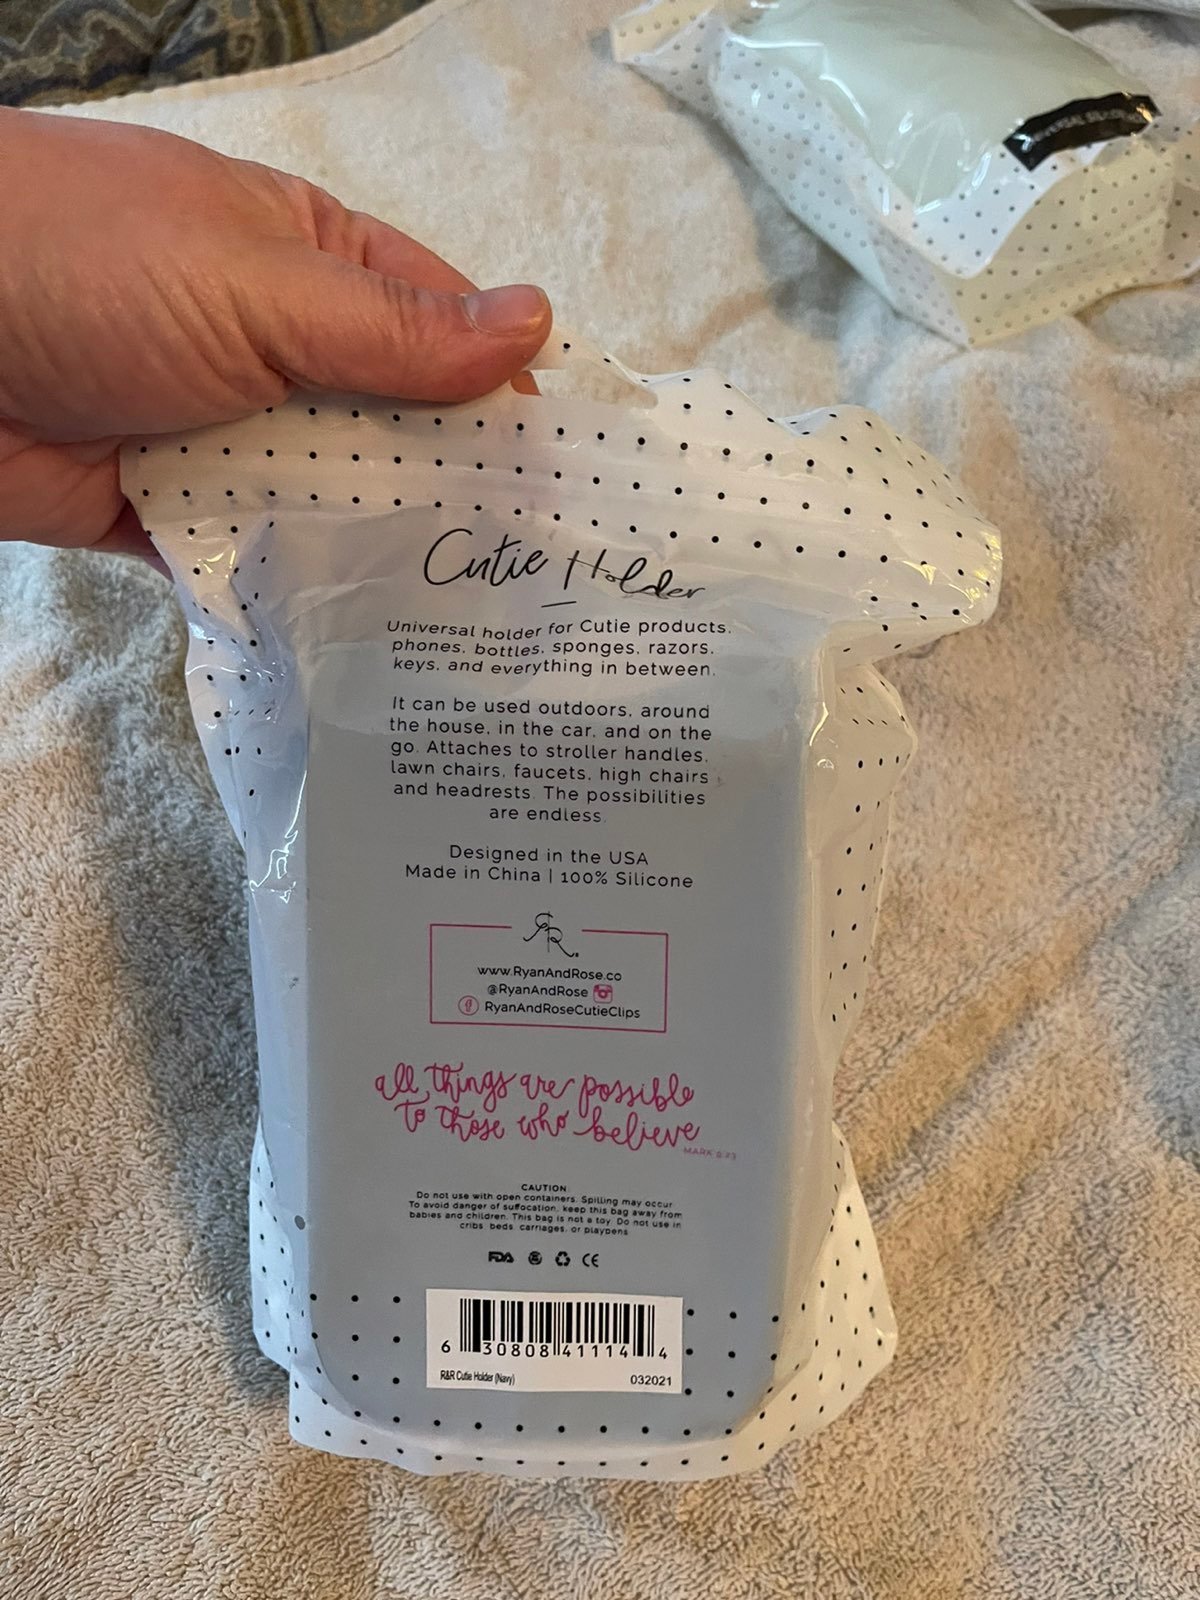 UNIVERSAL
Cutie Holder
Universal holder for Cutie products,
phones, bottles, sponges, razors,
keys, and everything in between.
It can be used outdoors, around
the house, in the car, and on the
go. Attaches to stroller handles,
lawn chairs, faucets, high chairs
and headrests. The possibilities
are endless.
Designed in the USA
Made in China | 100% Silicone
R
www.RyanAndRose.co
@RyanAndRose
f RyanAndRoseCutieClips
all things are possible
to those who believe
MARK 9:23
CAUTION:
Do not use with open containers. Spilling may occur.
To avoid danger of suffocation, keep this bag away from
babies and children. This bag is not a toy. Do not use in
cribs, beds, carriages, or playpens
FDA CE
6 30808 41114 4
R&R Cutie Holder (Navy) 032021